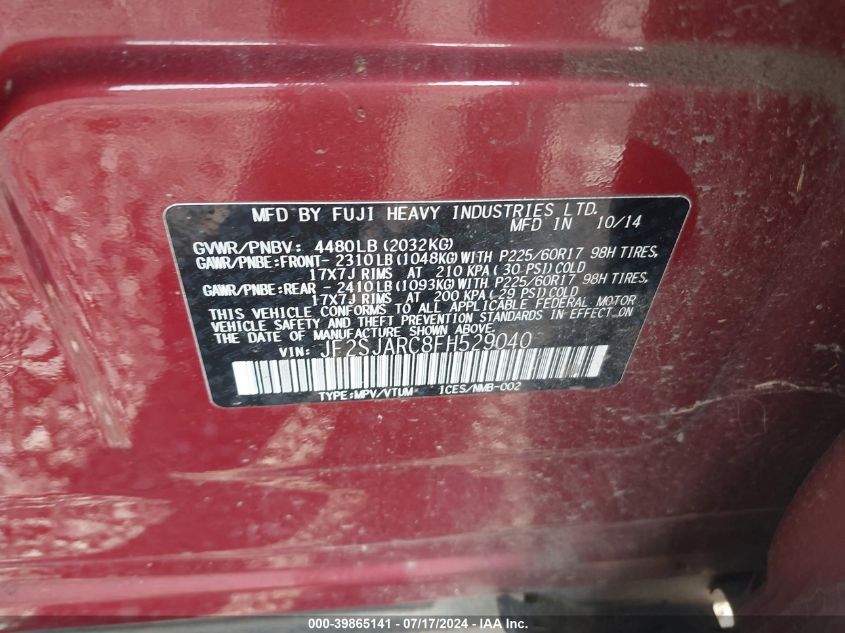 MFD BY FUJI HEAVY INDUSTRIES LTD.
MFD IN 10/14
GVWR/PNBV: 4480LB(2032KG)
GAWR/PNBE:FRONT- 2310LB(1048KG)WITH P225/60R17 98H TIRES,
17X7J RIMS AT 210 KPA(30 PSI)COLD
GAWR/PNBE:REAR - 2410LB(1093KG)WITH P225/60R17 98H TIRES,
17X7J RIMS AT 200 KPA(29 PSI)COLD
THIS VEHICLE CONFORMS TO ALL APPLICABLE FEDERAL MOTOR
VEHICLE SAFETY AND THEFT PREVENTION STANDARDS IN EFFECT ON
THE DATE OF MANUFACTURE SHOWN ABOVE.
VIN: JF2SJARC8FH529040
TYPE:MPV/VTUM ICES/NMB-002
000-39865141 - 07/17/2024 - IAAI.com